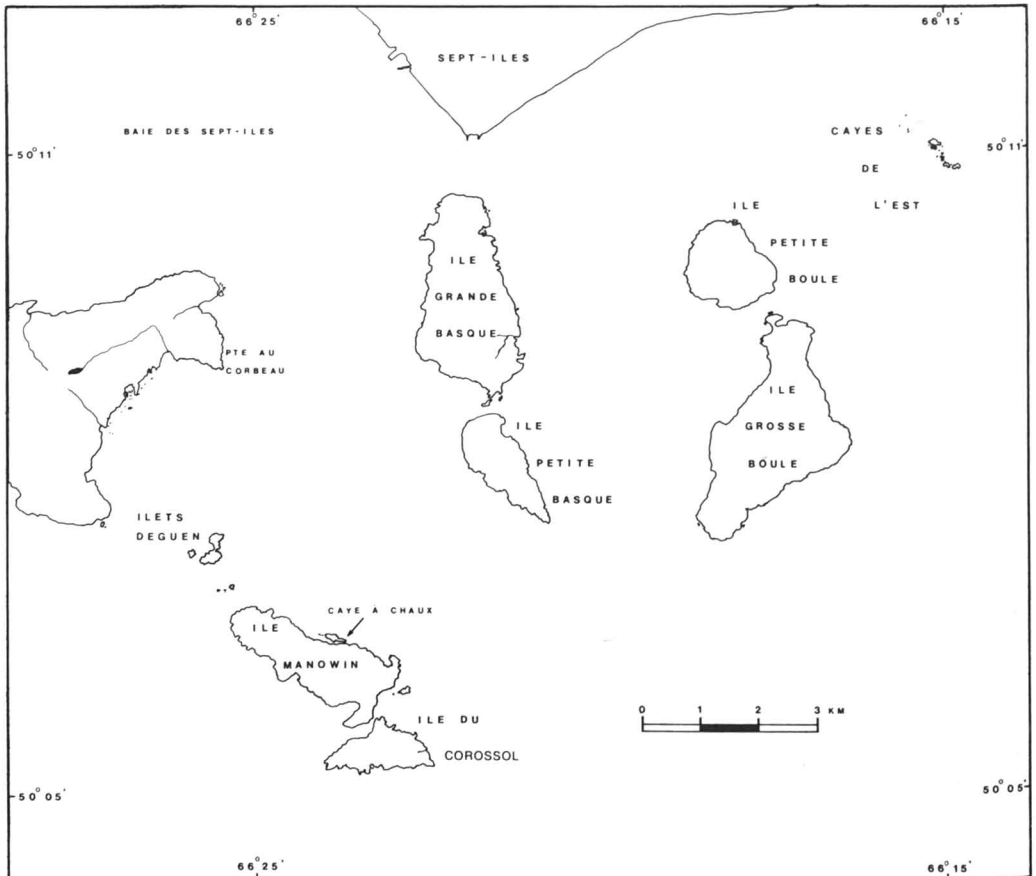 66°25'
66°15'
SEPT-ILES
BAIE DES SEPT-ILES
50°11'
50°11'
CAYES
DE
L'EST
ILE
PETITE
BOULE
ILE
GRANDE
BASQUE
PTE AU
CORBEAU
ILE
GROSSE
BOULE
ILE
PETITE
BASQUE
ILETS
DEGUEN
CAYE À CHAUX
ILE
MANOWIN
ILE DU
COROSSOL
0 1 2 3 KM
50°05'
50°05'
66°25'
66°15'